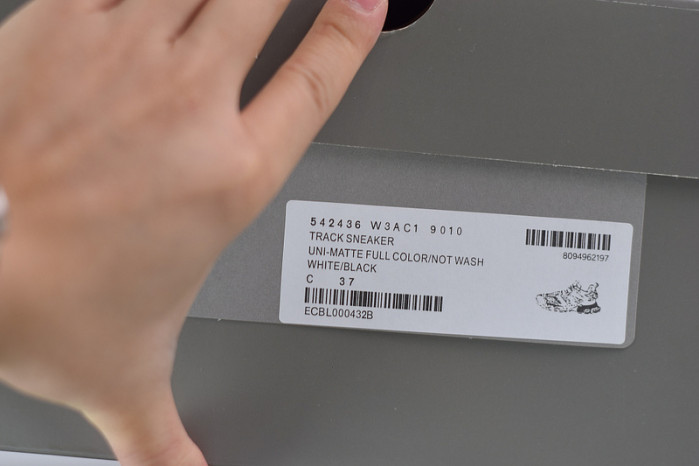 542436 W3AC1 9010
TRACK SNEAKER
UNI-MATTE FULL COLOR/NOT WASH
WHITE/BLACK
C 37
ECBL000432B
8094962197